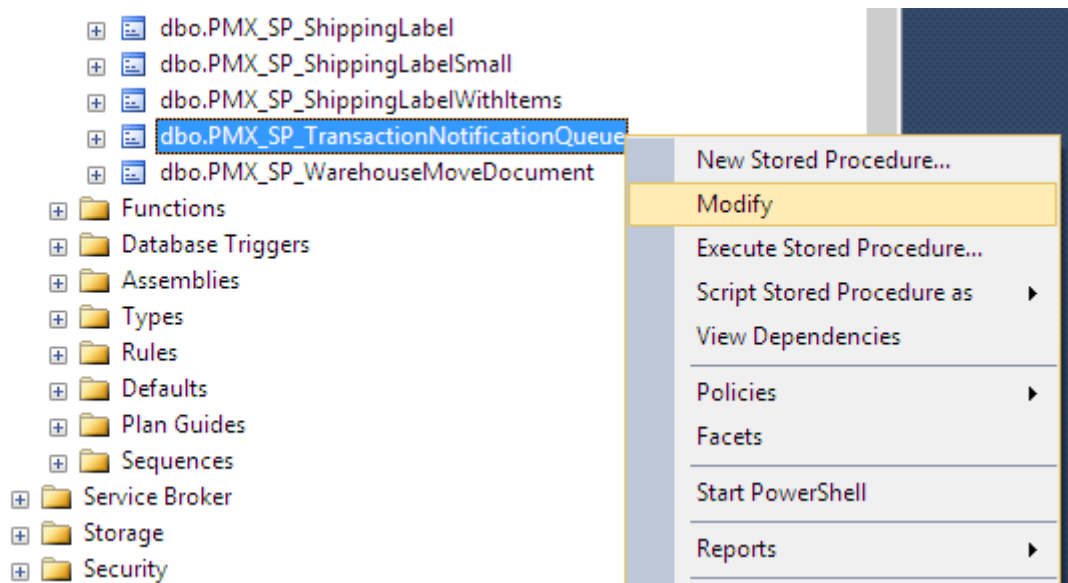 dbo.PMX_SP_ShippingLabel
dbo.PMX_SP_ShippingLabelSmall
dbo.PMX_SP_ShippingLabelWithItems
dbo.PMX_SP_TransactionNotificationQueue
dbo.PMX_SP_WarehouseMoveDocument
Functions
Database Triggers
Assemblies
Types
Rules
Defaults
Plan Guides
Sequences
Service Broker
Storage
Security
New Stored Procedure...
Modify
Execute Stored Procedure...
Script Stored Procedure as
View Dependencies
Policies
Facets
Start PowerShell
Reports